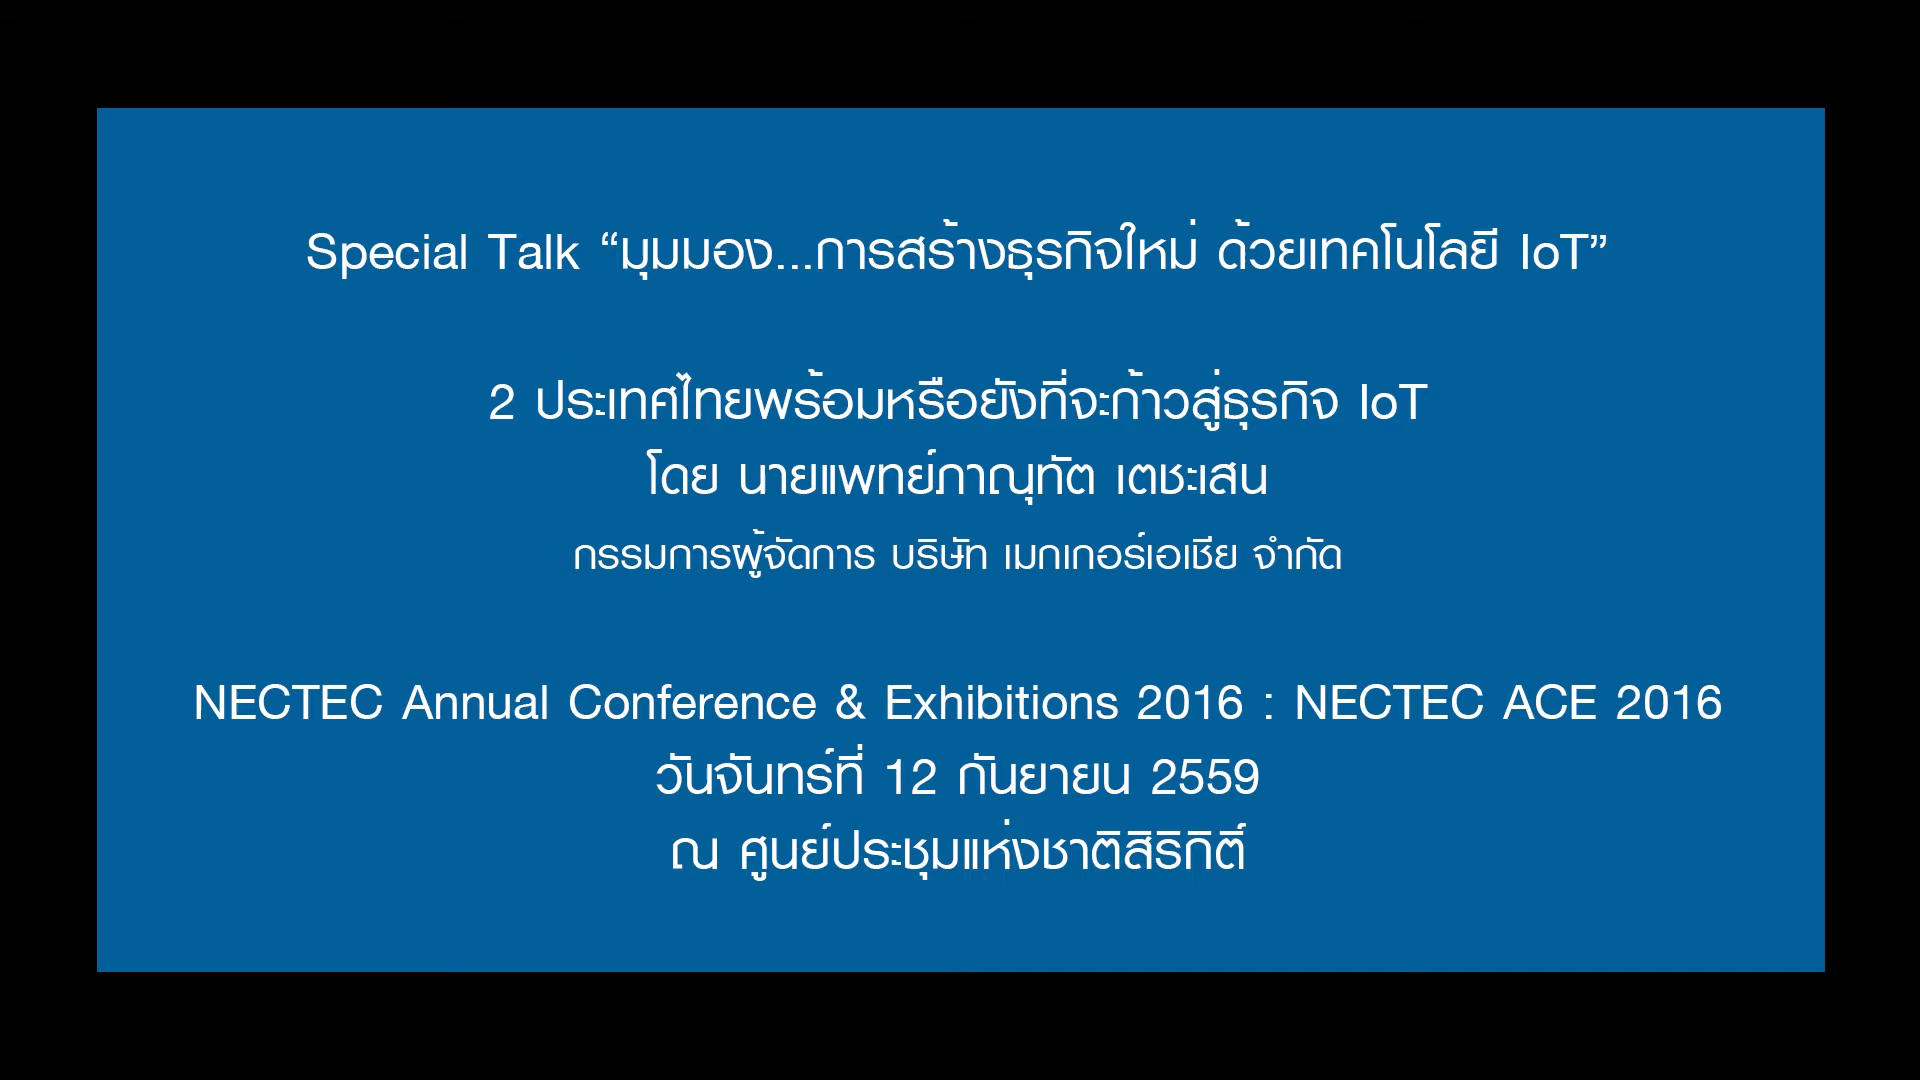 Special Talk “มุมมอง...การสร้างธุรกิจใหม่ ด้วยเทคโนโลยี IoT”
2 ประเทศไทยพร้อมหรือยังที่จะก้าวสู่ธุรกิจ IoT
โดย นายแพทย์ภาณุทัต เตชะเสน
กรรมการผู้จัดการ บริษัท เมกเกอร์เอเชีย จำกัด
NECTEC Annual Conference & Exhibitions 2016 : NECTEC ACE 2016
วันจันทร์ที่ 12 กันยายน 2559
ณ ศูนย์ประชุมแห่งชาติสิริกิติ์